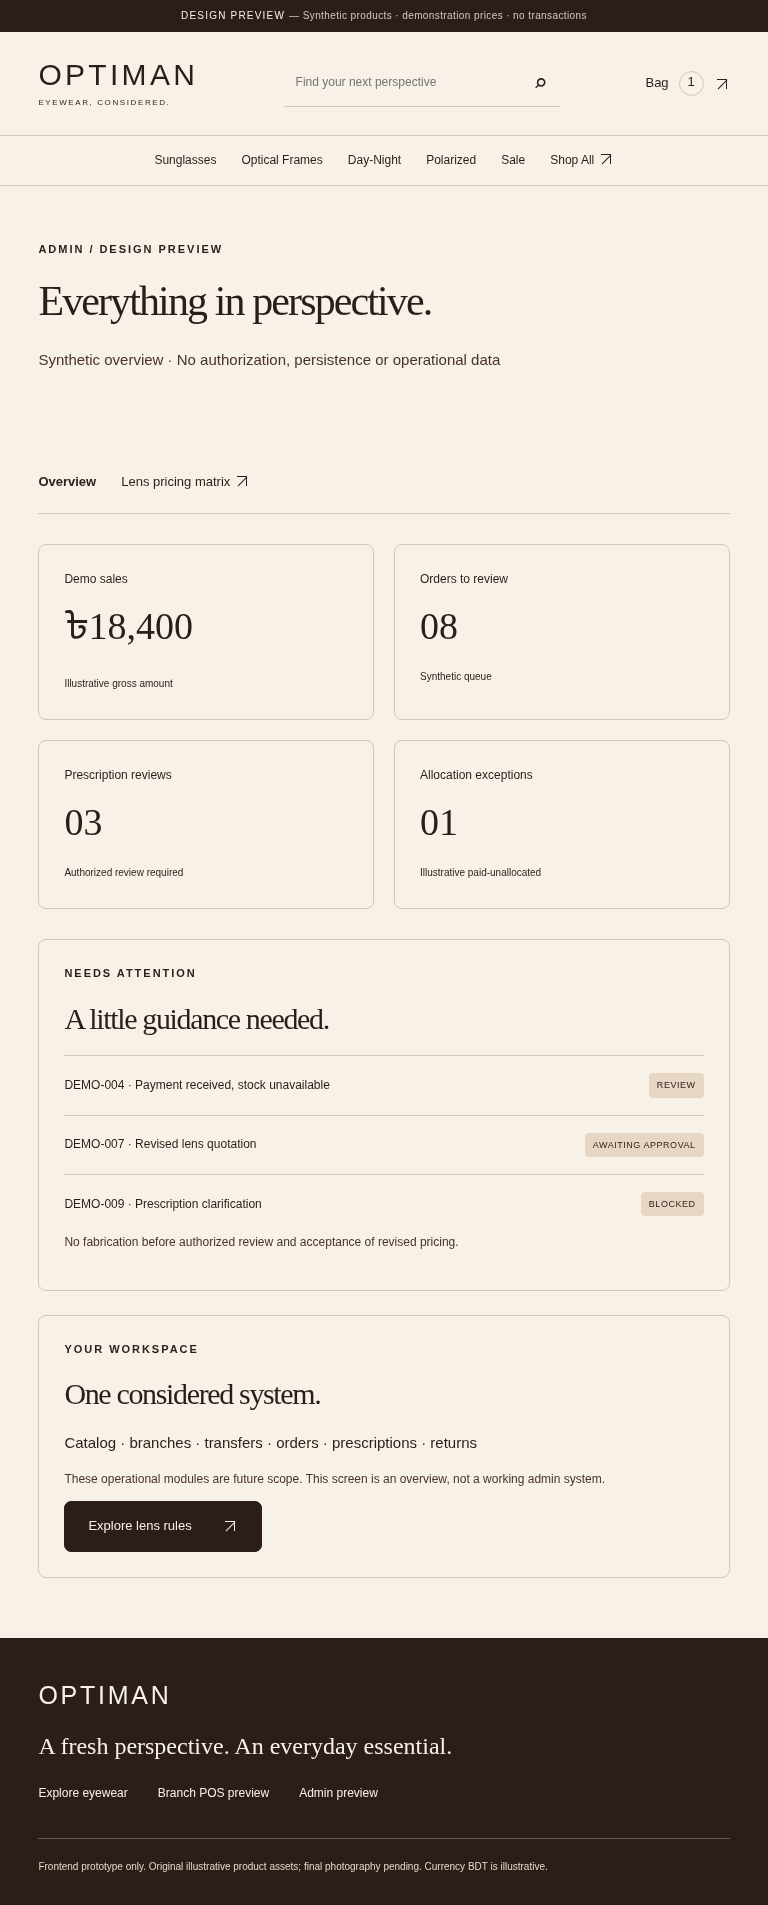 DESIGN PREVIEW — Synthetic products · demonstration prices · no transactions
OPTIMAN
EYEWEAR, CONSIDERED.
Find your next perspective
Bag 1
Sunglasses Optical Frames Day-Night Polarized Sale Shop All
ADMIN / DESIGN PREVIEW
Everything in perspective.
Synthetic overview · No authorization, persistence or operational data
Overview Lens pricing matrix
Demo sales
৳18,400
Illustrative gross amount
Orders to review
08
Synthetic queue
Prescription reviews
03
Authorized review required
Allocation exceptions
01
Illustrative paid-unallocated
NEEDS ATTENTION
A little guidance needed.
DEMO-004 · Payment received, stock unavailable REVIEW
DEMO-007 · Revised lens quotation AWAITING APPROVAL
DEMO-009 · Prescription clarification BLOCKED
No fabrication before authorized review and acceptance of revised pricing.
YOUR WORKSPACE
One considered system.
Catalog · branches · transfers · orders · prescriptions · returns
These operational modules are future scope. This screen is an overview, not a working admin system.
Explore lens rules
OPTIMAN
A fresh perspective. An everyday essential.
Explore eyewear Branch POS preview Admin preview
Frontend prototype only. Original illustrative product assets; final photography pending. Currency BDT is illustrative.